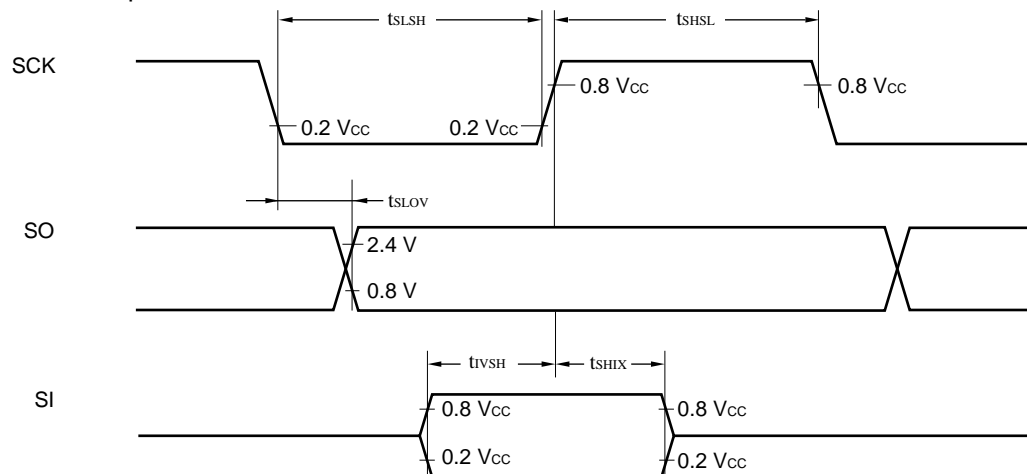 tSLSH tSHSL
SCK
0.8 VCC 0.8 VCC
0.2 VCC 0.2 VCC
tSLOV
SO
2.4 V
0.8 V
tIVSH tSHIX
SI
0.8 VCC 0.8 VCC
0.2 VCC 0.2 VCC